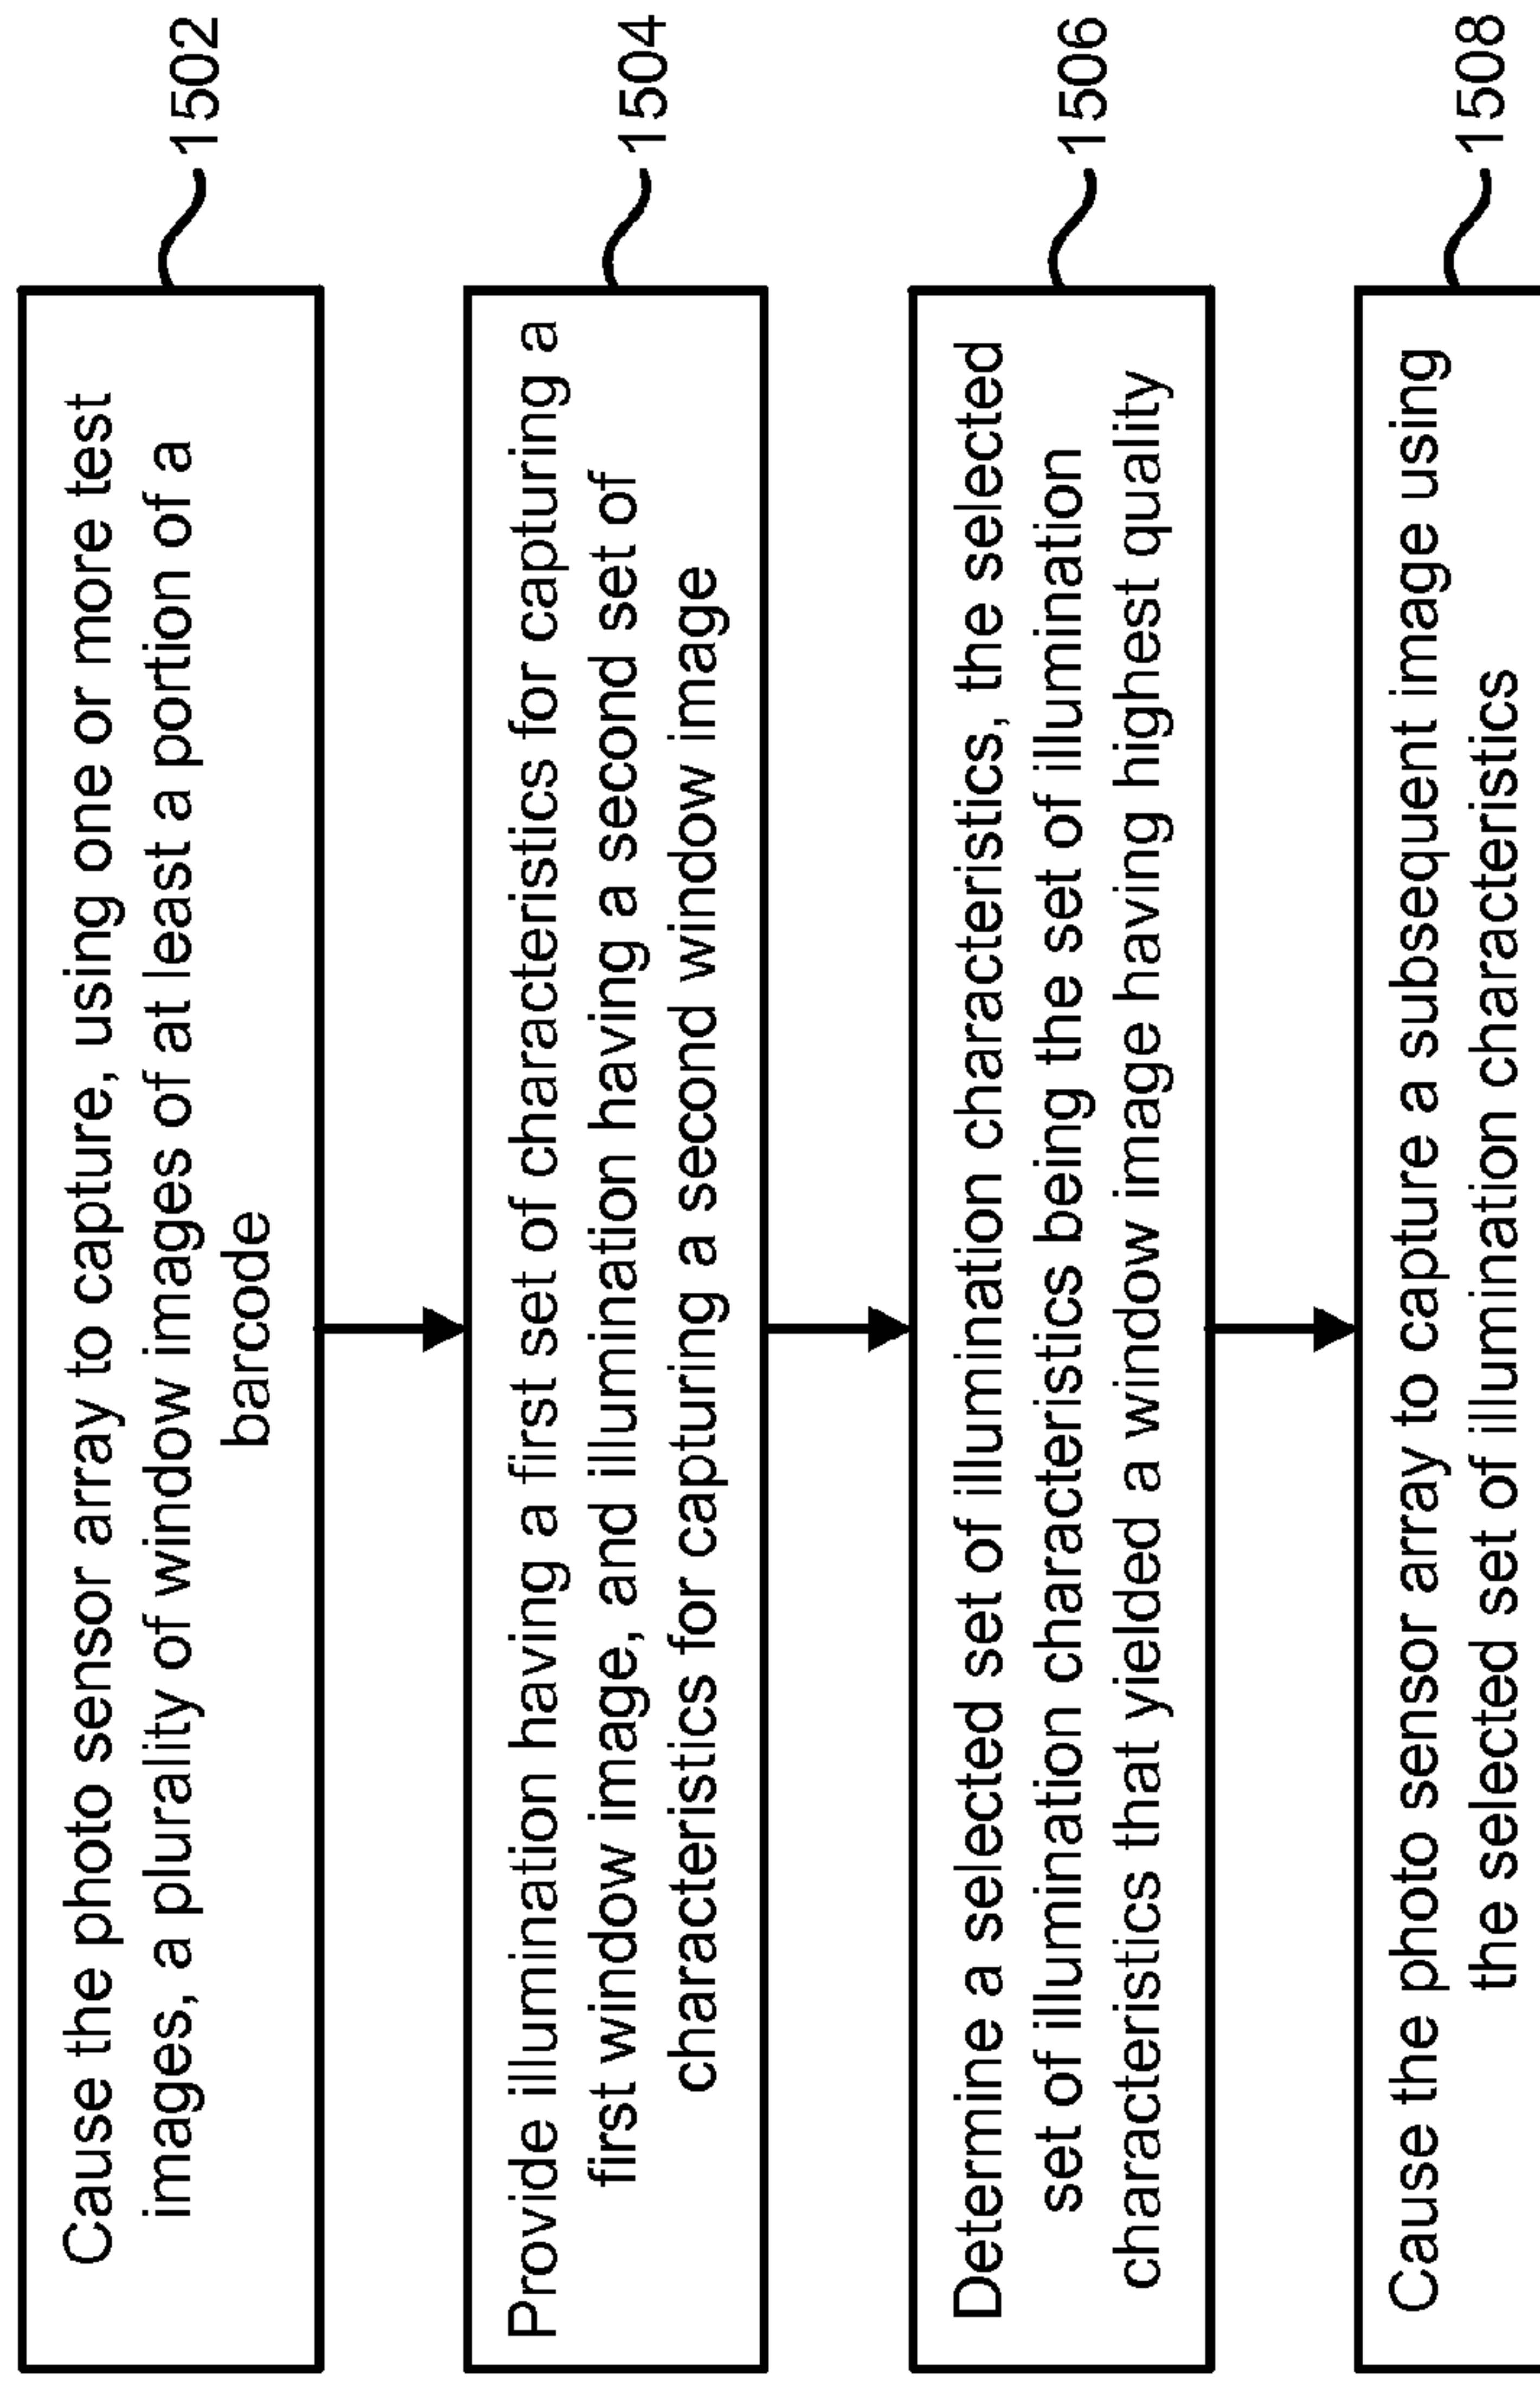 Cause the photo sensor array to capture, using one or more test
images, a plurality of window images of at least a portion of a
barcode
1502
Provide illumination having a first set of characteristics for capturing a
first window image, and illumination having a second set of
characteristics for capturing a second window image
1504
Determine a selected set of illumination characteristics, the selected
set of illumination characteristics being the set of illumination
characteristics that yielded a window image having highest quality
1506
Cause the photo sensor array to capture a subsequent image using
the selected set of illumination characteristics
1508